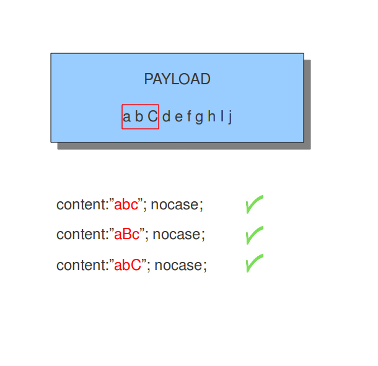 PAYLOAD
a b C d e f g h I j
content:"abc"; nocase;
content:"aBc"; nocase;
content:"abC"; nocase;